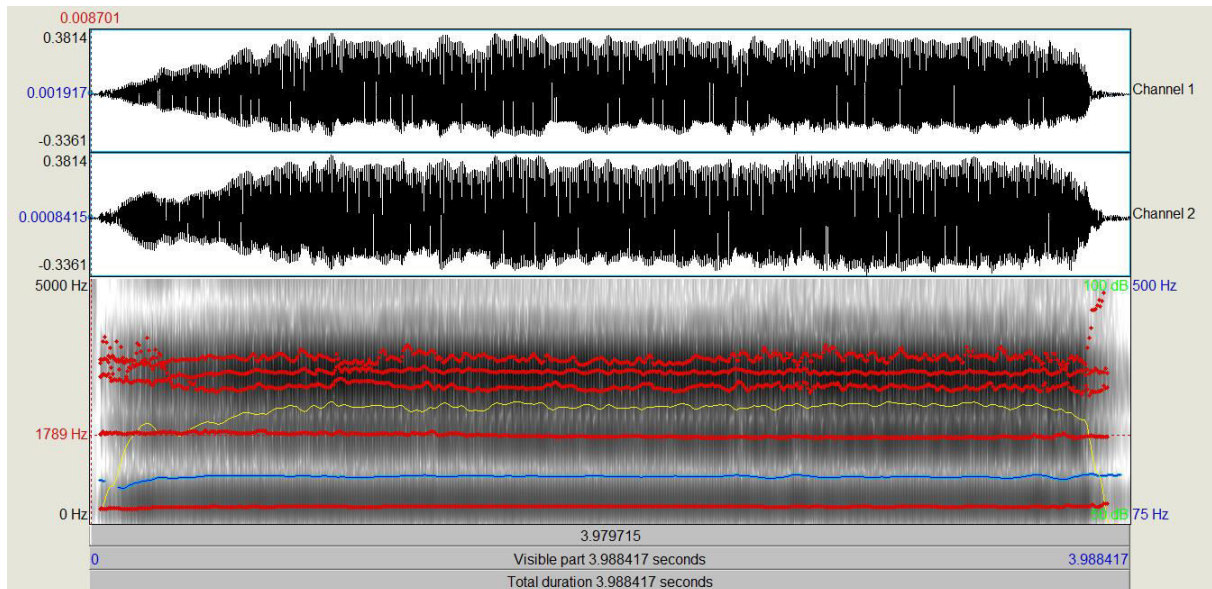 0.008701
0.3814
0.001917
Channel 1
-0.3361
0.3814
0.0008415
Channel 2
-0.3361
5000 Hz
100 dB
500 Hz
1789 Hz
0 Hz
75 Hz
3.979715
0
Visible part 3.988417 seconds
3.988417
Total duration 3.988417 seconds